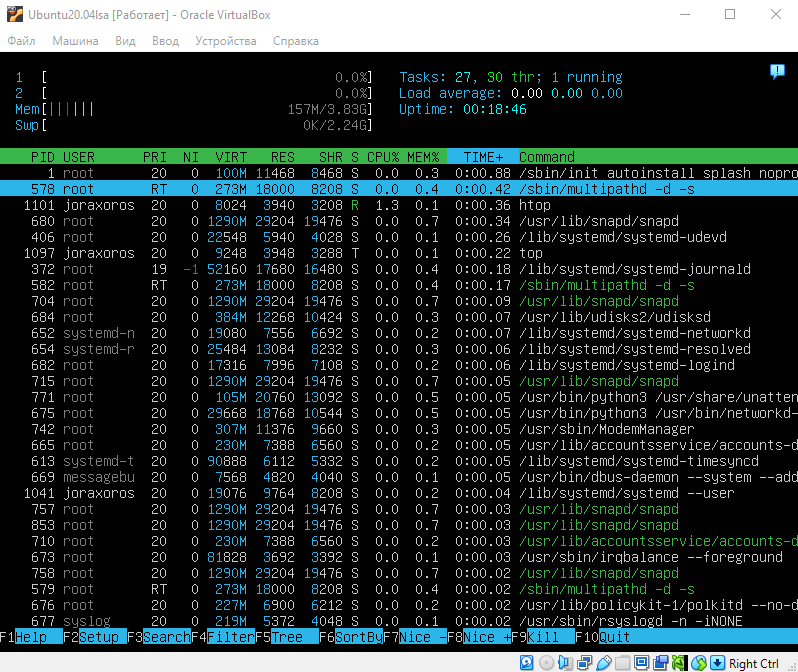 Ubuntu20.04lsa [Работает] - Oracle VirtualBox
Файл Машина Вид Ввод Устройства Справка
1 [ 0.0%] Tasks: 27, 30 thr; 1 running
2 [ 0.0%] Load average: 0.00 0.00 0.00
Mem[|||||| 157M/3.83G] Uptime: 00:18:46
Swp[ 0K/2.24G]
PID USER PRI NI VIRT RES SHR S CPU% MEM% TIME+ Command
1 root 20 0 100M 11468 8468 S 0.0 0.3 0:00.88 /sbin/init autoinstall splash nopro
578 root RT 0 273M 18000 8208 S 0.0 0.4 0:00.42 /sbin/multipathd -d -s
1101 joraxoros 20 0 8024 3940 3208 R 1.3 0.1 0:00.36 htop
680 root 20 0 1290M 29204 19476 S 0.0 0.7 0:00.34 /usr/lib/snapd/snapd
406 root 20 0 22548 5940 4028 S 0.0 0.1 0:00.26 /lib/systemd/systemd-udevd
1097 joraxoros 20 0 9248 3948 3288 T 0.0 0.1 0:00.22 top
372 root 19 -1 52160 17680 16480 S 0.0 0.4 0:00.18 /lib/systemd/systemd-journald
582 root RT 0 273M 18000 8208 S 0.0 0.4 0:00.17 /sbin/multipathd -d -s
704 root 20 0 1290M 29204 19476 S 0.0 0.7 0:00.09 /usr/lib/snapd/snapd
684 root 20 0 384M 12268 10424 S 0.0 0.3 0:00.07 /usr/lib/udisks2/udisksd
652 systemd-n 20 0 19080 7556 6692 S 0.0 0.2 0:00.07 /lib/systemd/systemd-networkd
654 systemd-r 20 0 25484 13084 8232 S 0.0 0.3 0:00.06 /lib/systemd/systemd-resolved
682 root 20 0 17316 7996 7108 S 0.0 0.2 0:00.06 /lib/systemd/systemd-logind
715 root 20 0 1290M 29204 19476 S 0.0 0.7 0:00.05 /usr/lib/snapd/snapd
771 root 20 0 105M 20760 13092 S 0.0 0.5 0:00.05 /usr/bin/python3 /usr/share/unatten
675 root 20 0 29668 18768 10544 S 0.0 0.5 0:00.05 /usr/bin/python3 /usr/bin/networkd-
742 root 20 0 307M 11376 9660 S 0.0 0.3 0:00.05 /usr/sbin/ModemManager
665 root 20 0 230M 7388 6560 S 0.0 0.2 0:00.05 /usr/lib/accountsservice/accounts-d
613 systemd-t 20 0 90888 6112 5332 S 0.0 0.2 0:00.05 /lib/systemd/systemd-timesyncd
669 messagebu 20 0 7568 4820 4040 S 0.0 0.1 0:00.05 /usr/bin/dbus-daemon --system --add
1041 joraxoros 20 0 19076 9764 8208 S 0.0 0.2 0:00.04 /lib/systemd/systemd --user
757 root 20 0 1290M 29204 19476 S 0.0 0.7 0:00.03 /usr/lib/snapd/snapd
853 root 20 0 1290M 29204 19476 S 0.0 0.7 0:00.03 /usr/lib/snapd/snapd
710 root 20 0 230M 7388 6560 S 0.0 0.2 0:00.03 /usr/lib/accountsservice/accounts-d
673 root 20 0 81828 3692 3392 S 0.0 0.1 0:00.03 /usr/sbin/irqbalance --foreground
758 root 20 0 1290M 29204 19476 S 0.0 0.7 0:00.02 /usr/lib/snapd/snapd
579 root RT 0 273M 18000 8208 S 0.0 0.4 0:00.02 /sbin/multipathd -d -s
676 root 20 0 227M 6900 6212 S 0.0 0.2 0:00.02 /usr/lib/policykit-1/polkitd --no-d
677 syslog 20 0 219M 5372 4048 S 0.0 0.1 0:00.02 /usr/sbin/rsyslogd -n -iNONE
F1Help F2Setup F3SearchF4FilterF5Tree F6SortByF7Nice -F8Nice +F9Kill F10Quit
Right Ctrl